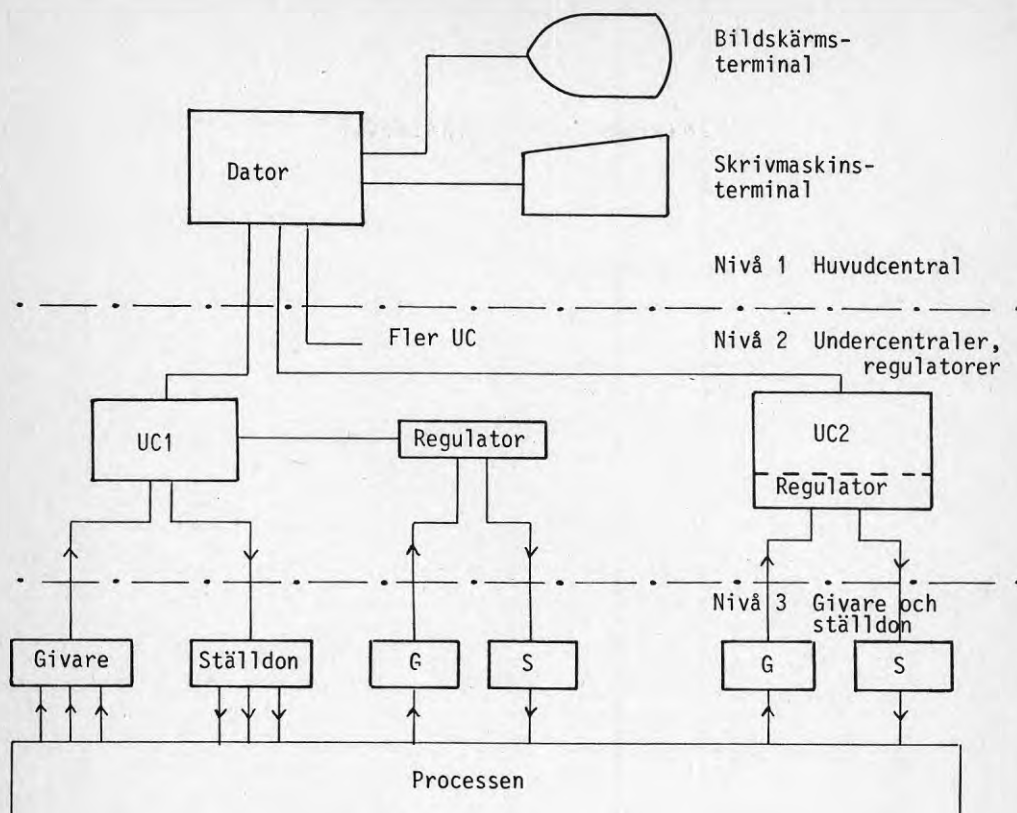 Bildskärms-
terminal
Dator
Skrivmaskins-
terminal
Nivå 1 Huvudcentral
Fler UC
Nivå 2 Undercentraler,
regulatorer
UC1
Regulator
UC2
Regulator
Nivå 3 Givare och
ställdon
Givare
Ställdon
G
S
G
S
Processen